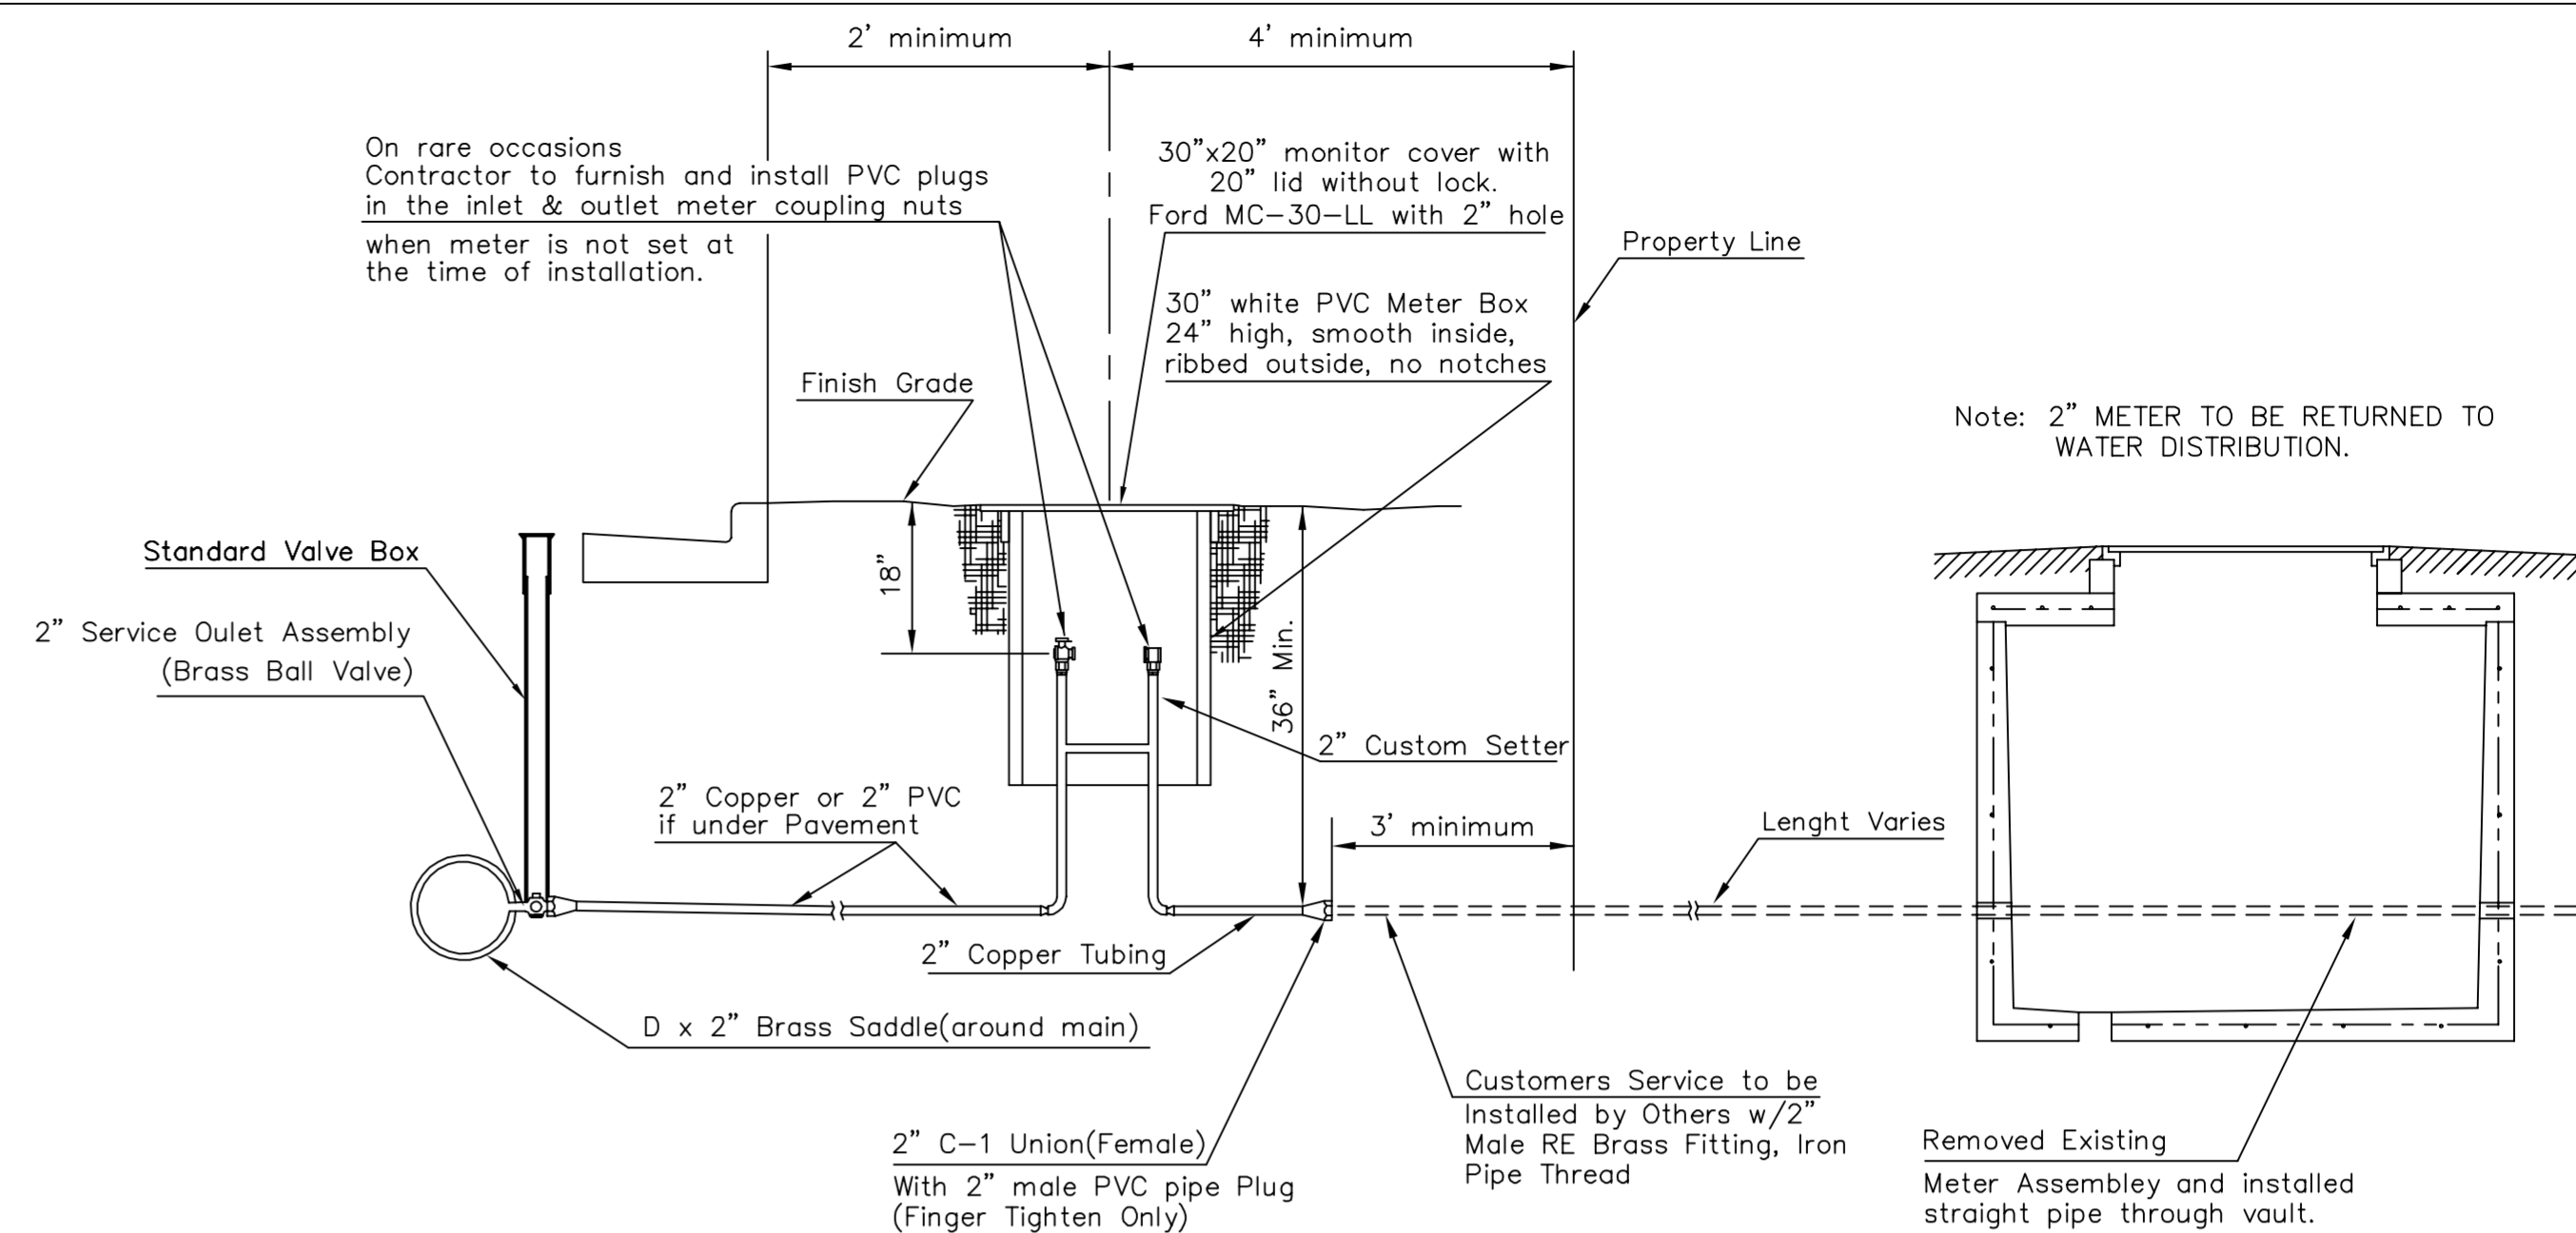 2’ minimum
4’ minimum
On rare occasions
Contractor to furnish and install PVC plugs
in the inlet & outlet meter coupling nuts
when meter is not set at
the time of installation.
30”x20” monitor cover with
20” lid without lock.
Ford MC-30-LL with 2” hole
Property Line
30” white PVC Meter Box
24” high, smooth inside,
ribbed outside, no notches
Finish Grade
Note: 2” METER TO BE RETURNED TO
WATER DISTRIBUTION.
Standard Valve Box
18”
2” Service Oulet Assembly
(Brass Ball Valve)
36” Min.
2” Custom Setter
2” Copper or 2” PVC
if under Pavement
3’ minimum
Lenght Varies
2” Copper Tubing
D x 2” Brass Saddle(around main)
Customers Service to be
Installed by Others w/2”
Male RE Brass Fitting, Iron
Pipe Thread
2” C-1 Union(Female)
With 2” male PVC pipe Plug
(Finger Tighten Only)
Removed Existing
Meter Assembley and installed
straight pipe through vault.